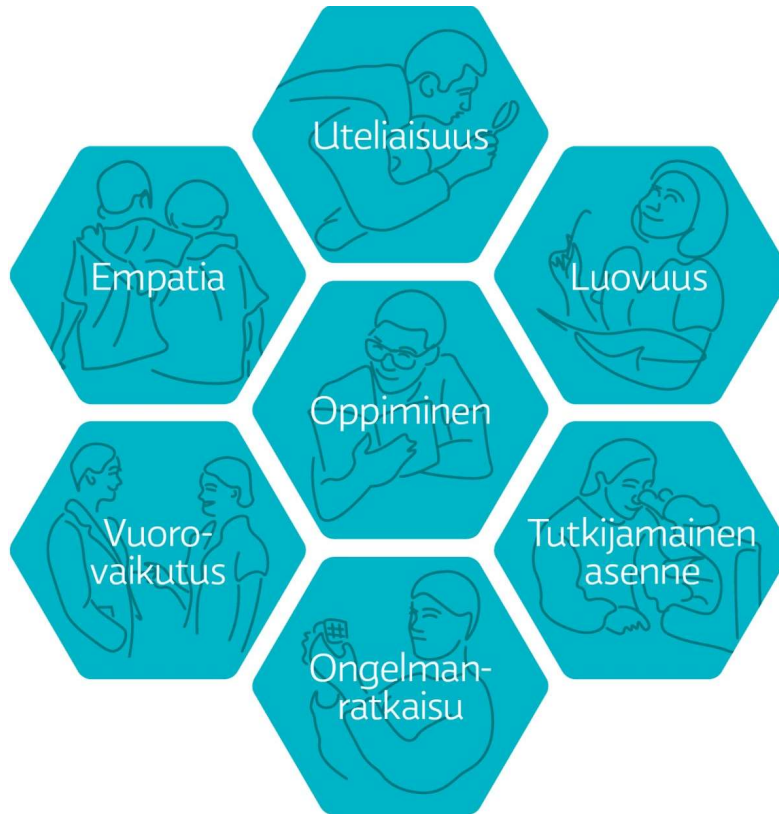 Uteliaisuus
Empatia
Luovuus
Oppiminen
Vuoro-
vaikutus
Tutkijamainen
asenne
Ongelman-
ratkaisu